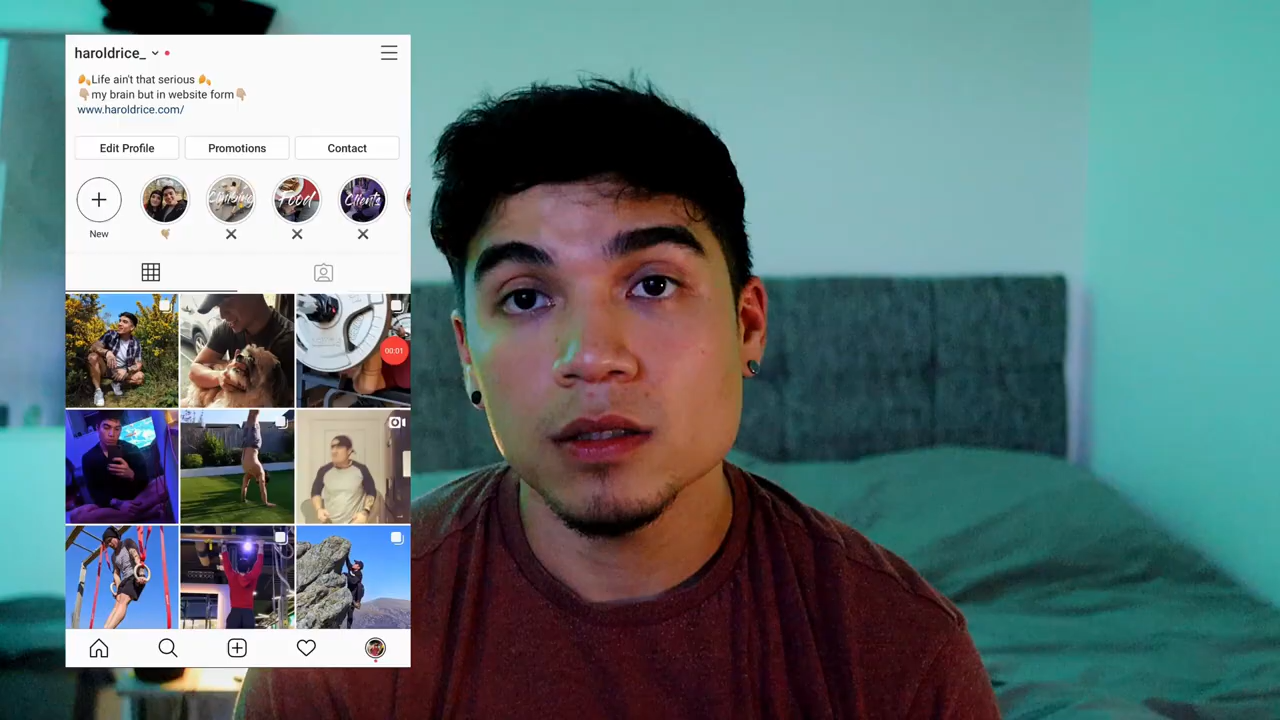 haroldrice_
🍂Life ain't that serious 🍂
👇🏼my brain but in website form👇🏼
www.haroldrice.com/
Edit Profile
Promotions
Contact
Climbing
Food
Clients
New
00:01